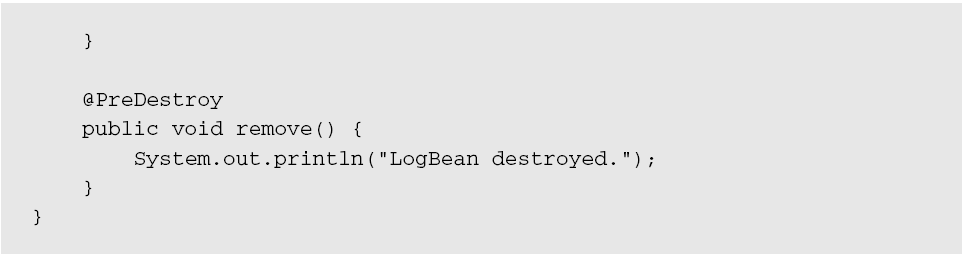 }

    @PreDestroy
    public void remove() {
        System.out.println("LogBean destroyed.");
    }
}